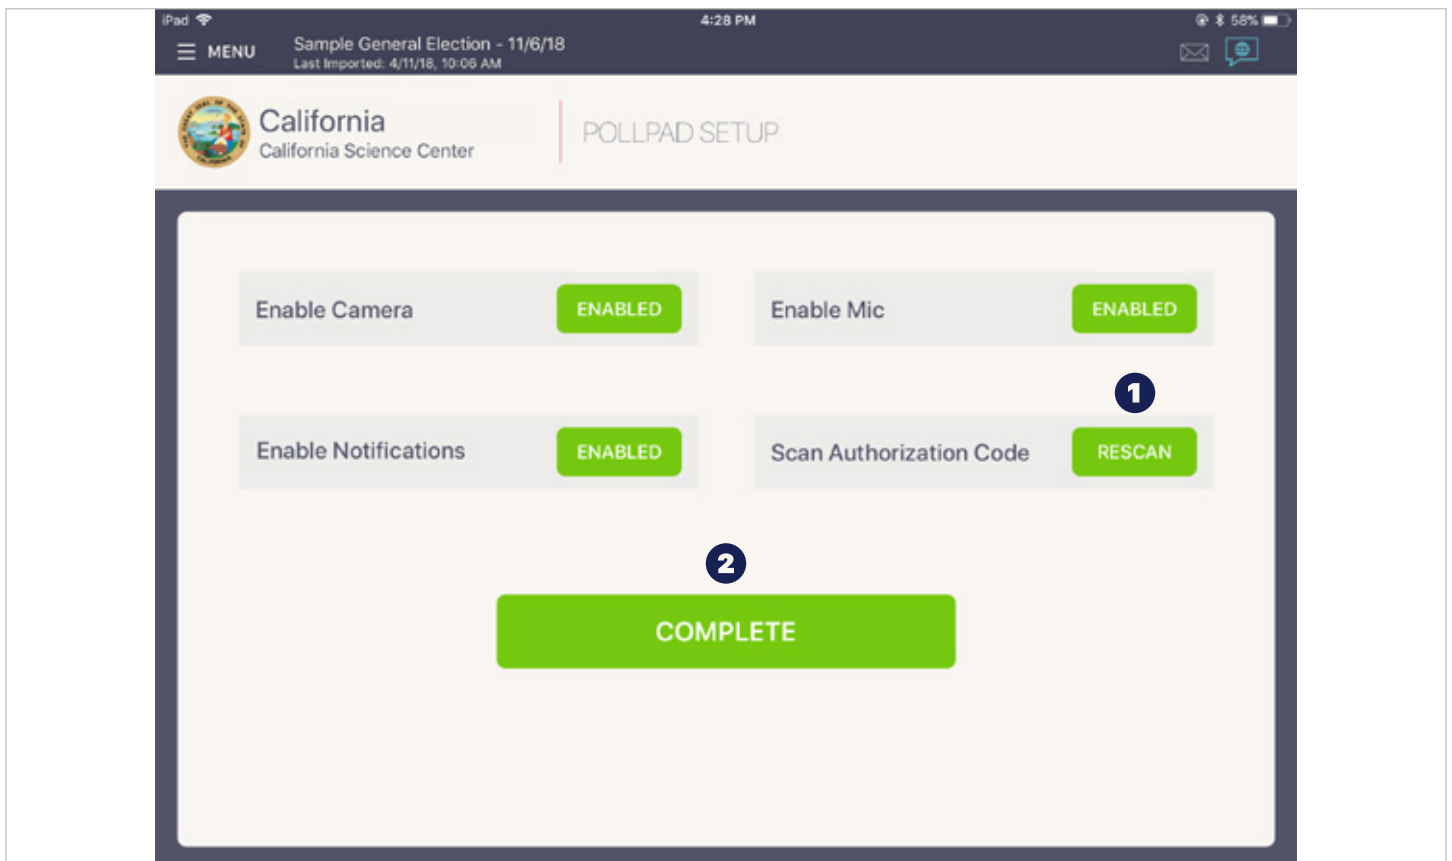 iPad 4:28 PM 58%
MENU
Sample General Election - 11/6/18
Last Imported: 4/11/18, 10:06 AM
California
California Science Center
POLLPAD SETUP
Enable Camera ENABLED
Enable Mic ENABLED
1
Enable Notifications ENABLED
Scan Authorization Code RESCAN
2
COMPLETE